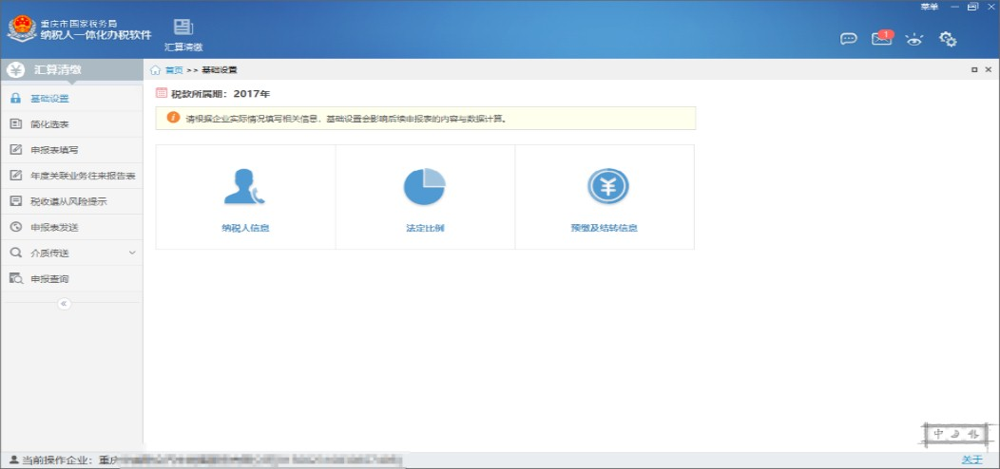 菜单
重庆市国家税务局
纳税人一体化办税软件
汇算清缴
1
汇算清缴
首页 >> 基础设置
基础设置
简化选表
申报表填写
年度关联业务往来报告表
税收遵从风险提示
申报表发送
介质传送
申报查询
税款所属期：2017年
请根据企业实际情况填写相关信息，基础设置会影响后续申报表的内容与数据计算。
纳税人信息
法定比例
预缴及结转信息
中
当前操作企业：重庆
关于